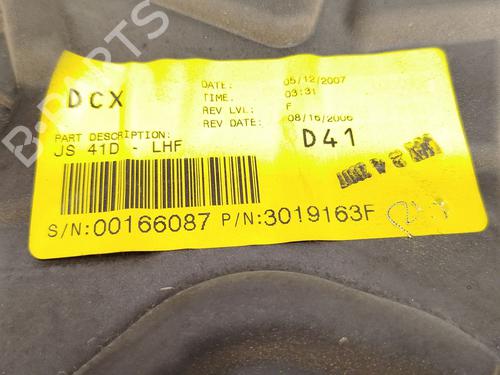 DCX
DATE: 05/12/2007
TIME: 03:31
REV LVL: F
REV DATE: 08/16/2006
PART DESCRIPTION:
JS 41D - LHF
D41
S/N:00166087 P/N:3019163F
B-PARTS